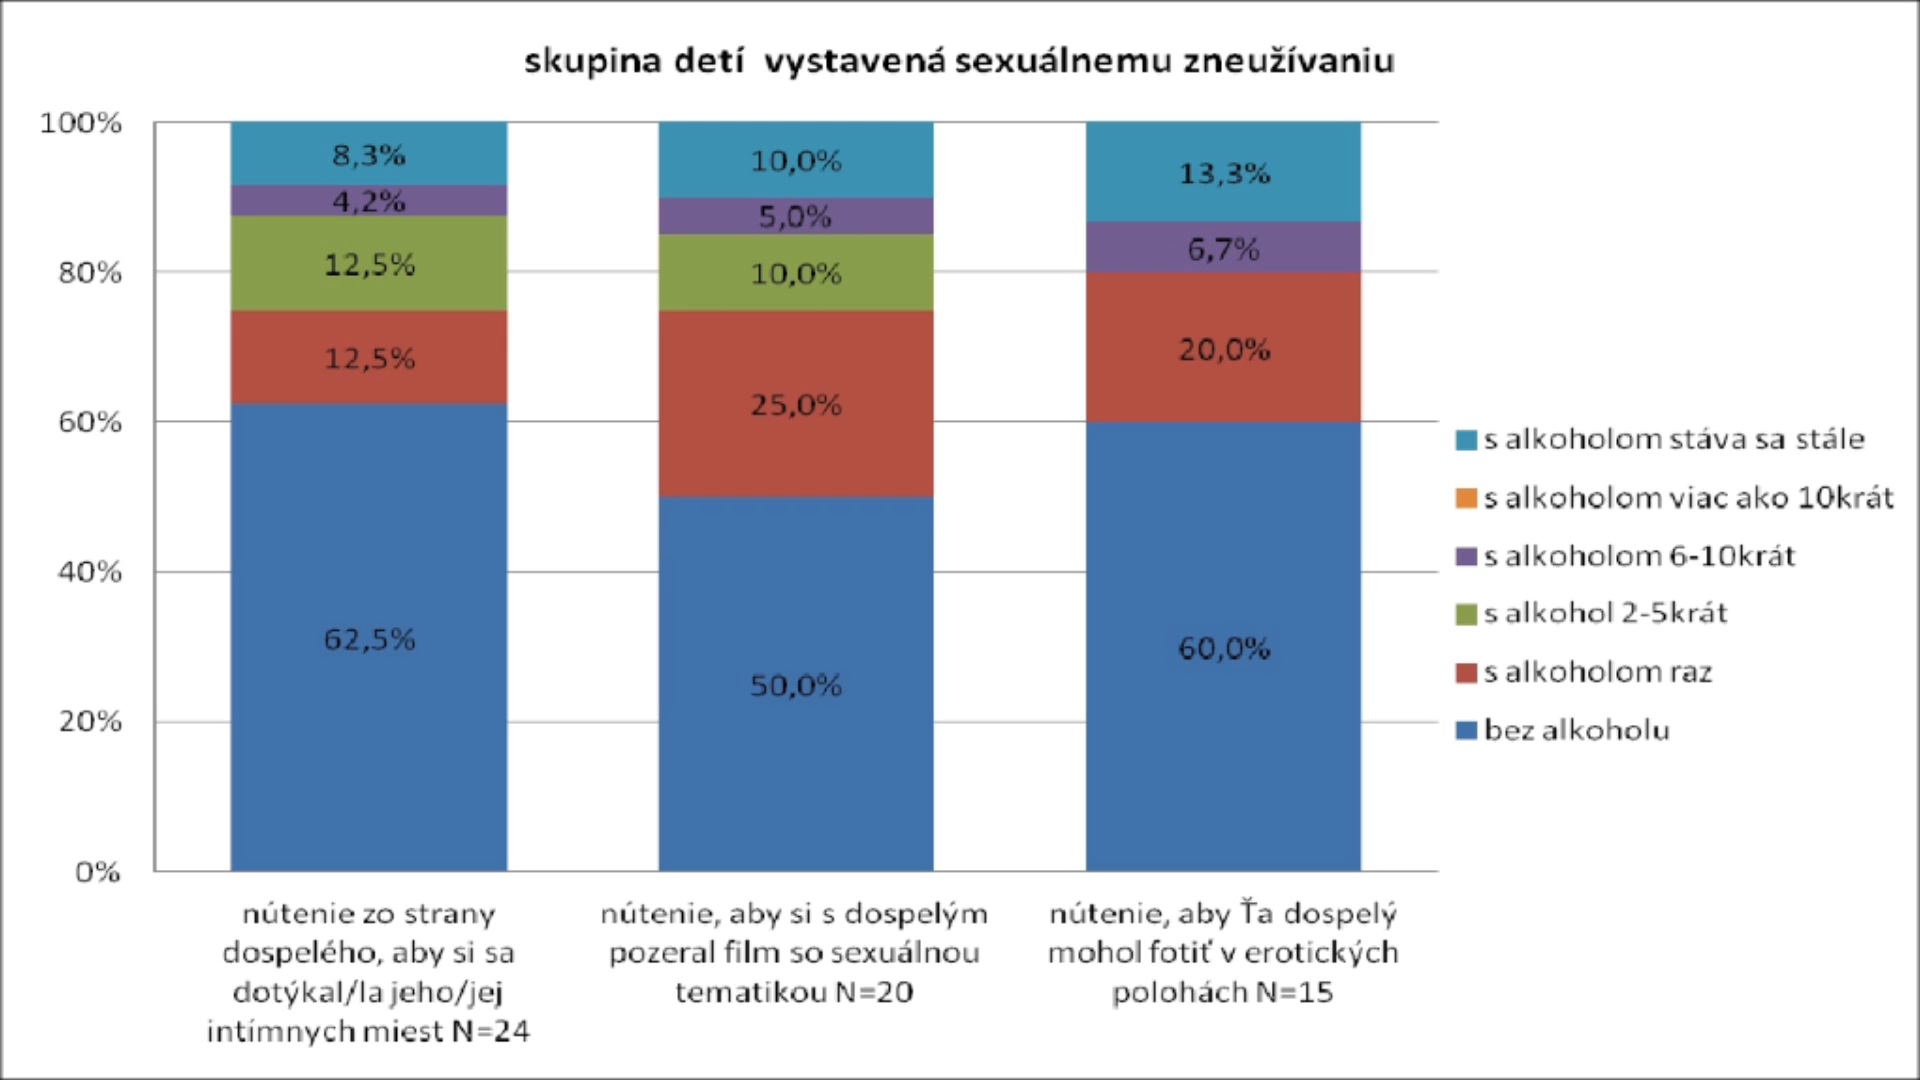 skupina detí vystavená sexuálnemu zneužívaniu
100%
80%
60%
40%
20%
0%
8,3%
4,2%
12,5%
12,5%
62,5%
10,0%
5,0%
10,0%
25,0%
50,0%
13,3%
6,7%
20,0%
60,0%
s alkoholom stáva sa stále
s alkoholom viac ako 10krát
s alkoholom 6-10krát
s alkohol 2-5krát
s alkoholom raz
bez alkoholu
nútenie zo strany
dospelého, aby si sa
dotýkal/la jeho/jej
intímnych miest N=24
nútenie, aby si s dospelým
pozeral film so sexuálnou
tematikou N=20
nútenie, aby Ťa dospelý
mohol fotiť v erotických
polohách N=15